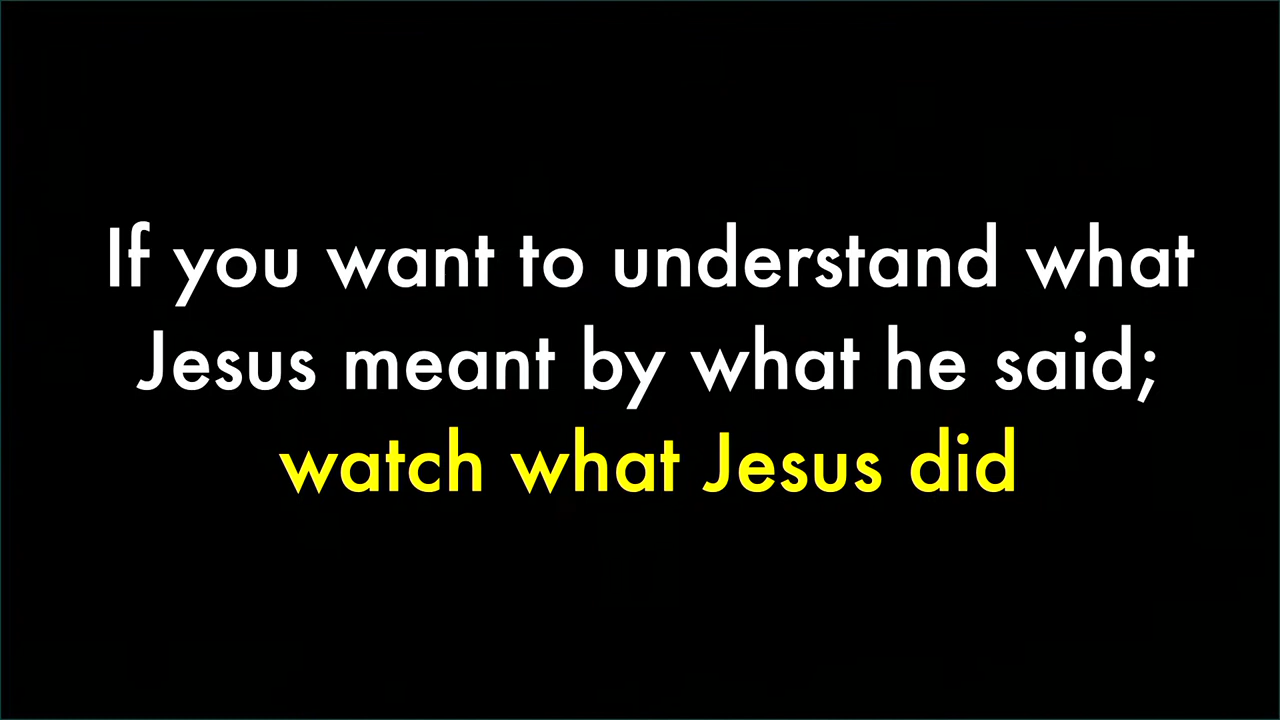 If you want to understand what
Jesus meant by what he said;
watch what Jesus did